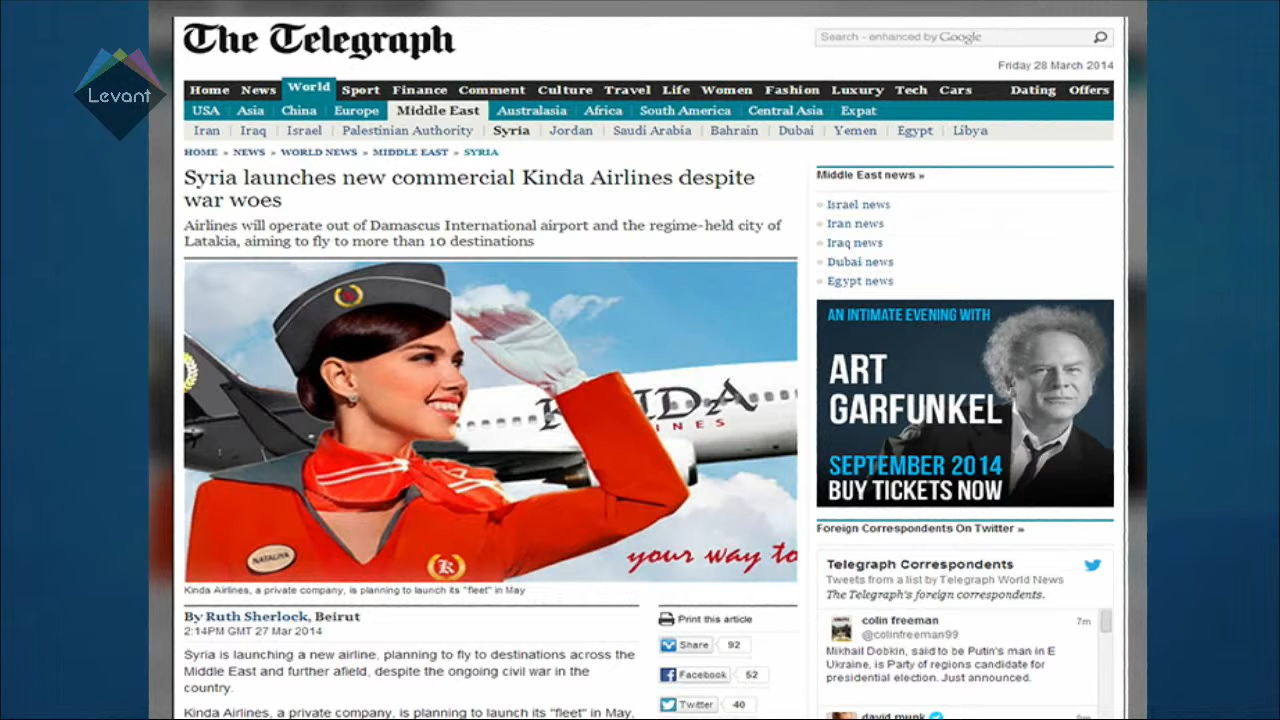 The Telegraph
Search - enhanced by Google
Friday 28 March 2014
Levant
Home News World Sport Finance Comment Culture Travel Life Women Fashion Luxury Tech Cars Dating Offers
USA Asia China Europe Middle East Australasia Africa South America Central Asia Expat
Iran Iraq Israel Palestinian Authority Syria Jordan Saudi Arabia Bahrain Dubai Yemen Egypt Libya
HOME » NEWS » WORLD NEWS » MIDDLE EAST » SYRIA
Syria launches new commercial Kinda Airlines despite
war woes
Airlines will operate out of Damascus International airport and the regime-held city of
Latakia, aiming to fly to more than 10 destinations
NATALIYA
K
your way to
Kinda Airlines, a private company, is planning to launch its "fleet" in May
By Ruth Sherlock, Beirut
2:14PM GMT 27 Mar 2014
Syria is launching a new airline, planning to fly to destinations across the
Middle East and further afield, despite the ongoing civil war in the
country.
Kinda Airlines, a private company, is planning to launch its "fleet" in May,
Print this article
Share 92
Facebook 52
Twitter 40
Middle East news »
Israel news
Iran news
Iraq news
Dubai news
Egypt news
AN INTIMATE EVENING WITH
ART
GARFUNKEL
SEPTEMBER 2014
BUY TICKETS NOW
Foreign Correspondents On Twitter »
Telegraph Correspondents
Tweets from a list by Telegraph World News
The Telegraph's foreign correspondents.
colin freeman 7m
@colinfreeman99
Mikhail Dobkin, said to be Putin's man in E
Ukraine, is Party of regions candidate for
presidential election. Just announced.
david munk